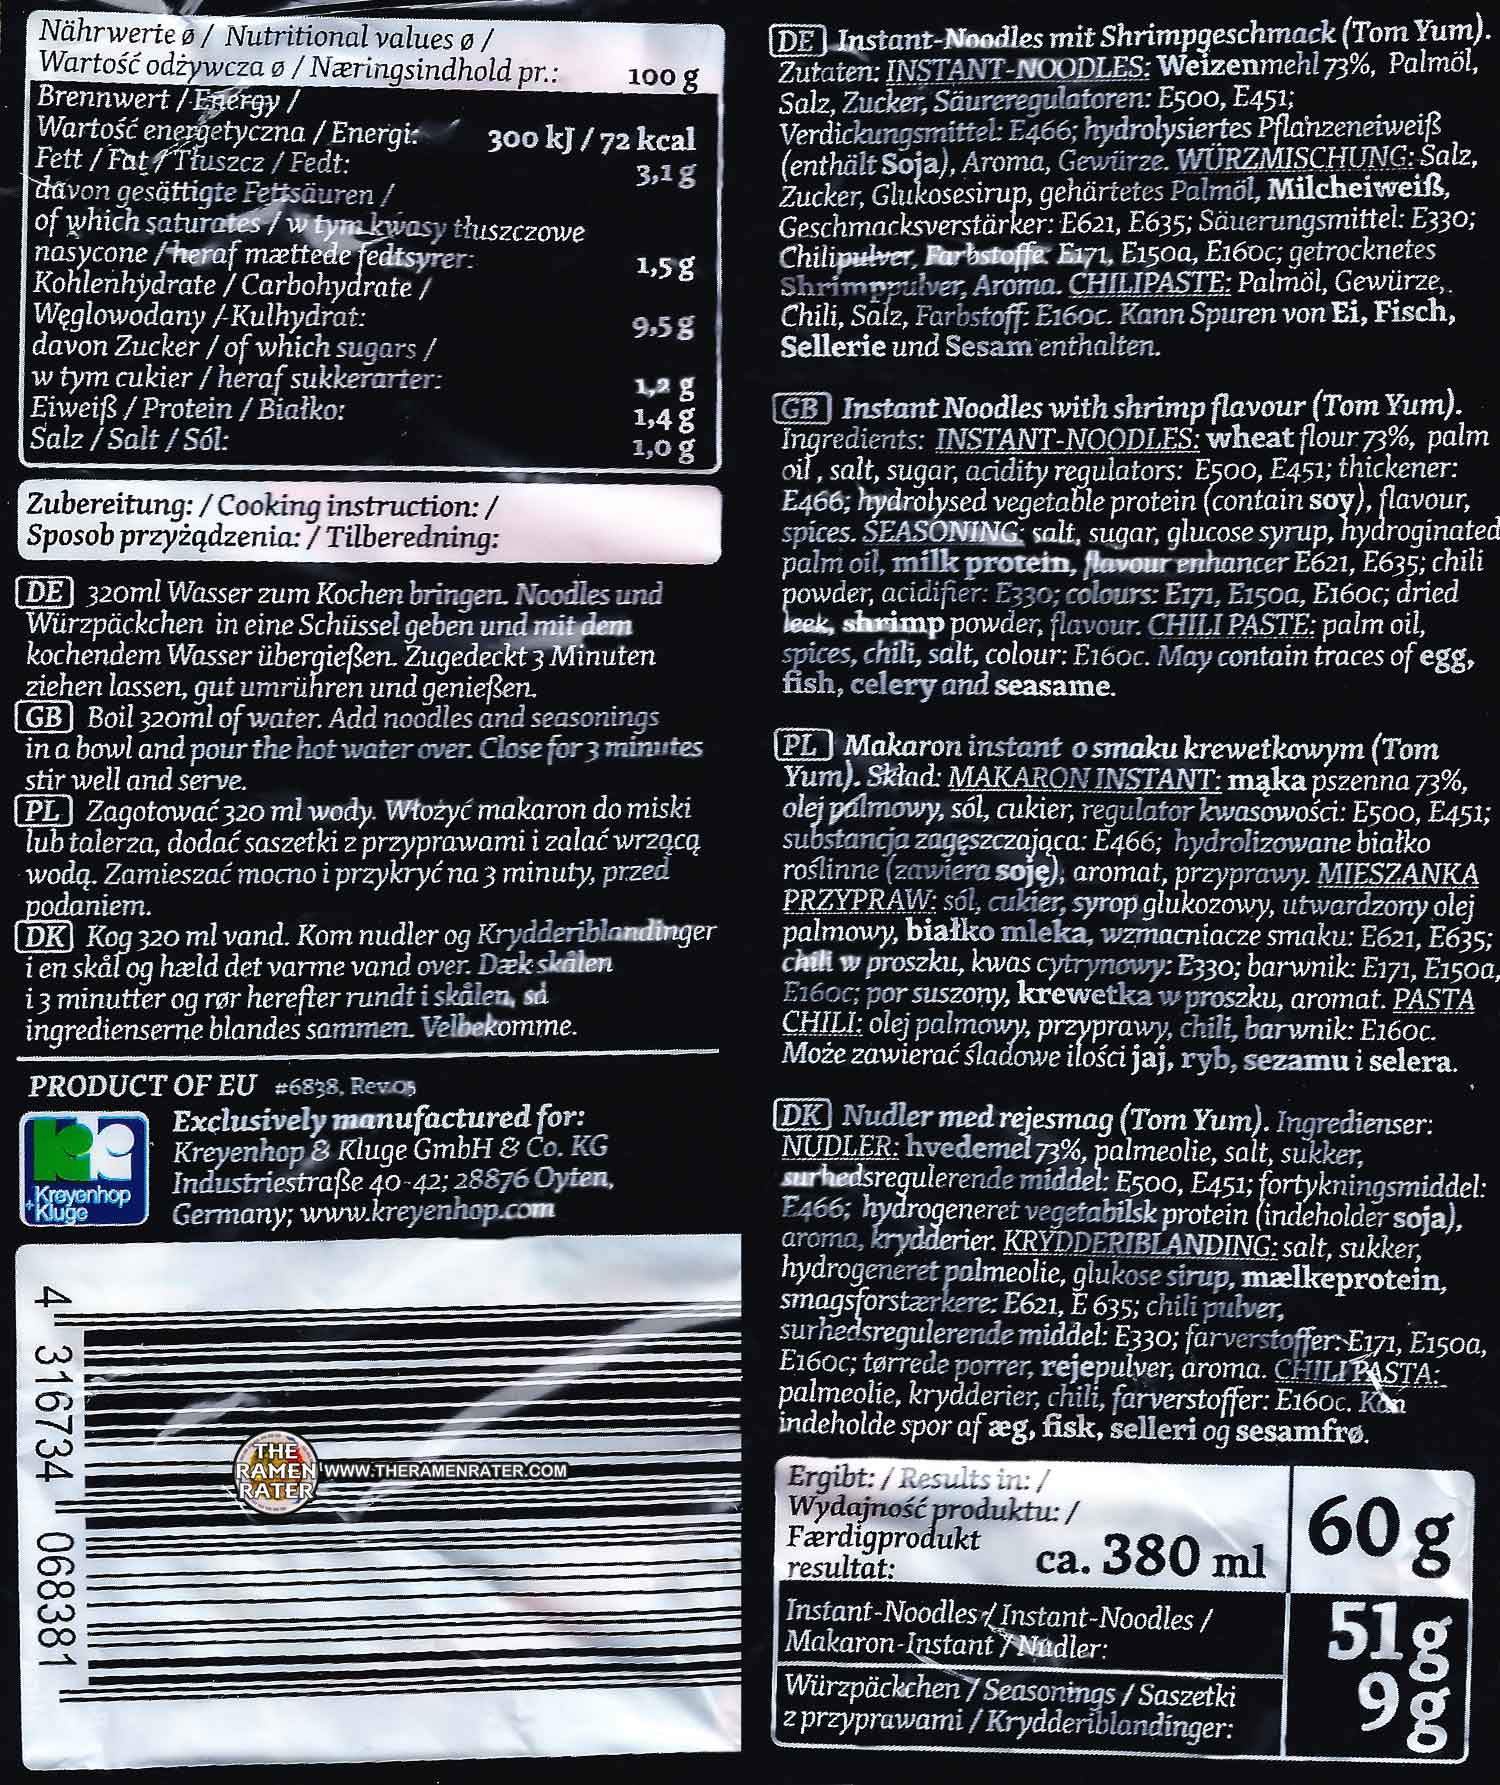 Nährwerte ø / Nutritional values ø /
Wartość odżywcza ø / Næringsindhold pr.: 100 g
Brennwert / Energy /
Wartość energetyczna / Energi: 300 kJ / 72 kcal
Fett / Fat / Tłuszcz / Fedt: 3,1 g
davon gesättigte Fettsäuren /
of which saturates / w tym kwasy tłuszczowe
nasycone / heraf mættede fedtsyrer: 1,5 g
Kohlenhydrate / Carbohydrate /
Węglowodany / Kulhydrat: 9,5 g
davon Zucker / of which sugars /
w tym cukier / heraf sukkerarter: 1,2 g
Eiweiß / Protein / Białko: 1,4 g
Salz / Salt / Sól: 1,0 g
Zubereitung: / Cooking instruction: /
Sposob przyżądzenia: / Tilberedning:
DE 320ml Wasser zum Kochen bringen. Noodles und
Würzpäckchen in eine Schüssel geben und mit dem
kochendem Wasser übergießen. Zugedeckt 3 Minuten
ziehen lassen, gut umrühren und genießen.
GB Boil 320ml of water. Add noodles and seasonings
in a bowl and pour the hot water over. Close for 3 minutes
stir well and serve.
PL Zagotować 320 ml wody. Włożyć makaron do miski
lub talerza, dodać saszetki z przyprawami i zalać wrzącą
wodą. Zamieszać mocno i przykryć na 3 minuty, przed
podaniem.
DK Kog 320 ml vand. Kom nudler og Krydderiblandinger
i en skål og hæld det varme vand over. Dæk skålen
i 3 minutter og rør herefter rundt i skålen, så
ingredienserne blandes sammen. Velbekomme.
PRODUCT OF EU #6838, Rev.05
Kreyenhop
+Kluge
Exclusively manufactured for:
Kreyenhop & Kluge GmbH & Co. KG
Industriestraße 40-42; 28876 Oyten,
Germany; www.kreyenhop.com
4 316734 068381
THE
RAMEN
RATER
WWW.THERAMENRATER.COM
DE Instant-Noodles mit Shrimpgeschmack (Tom Yum).
Zutaten: INSTANT-NOODLES: Weizenmehl 73%, Palmöl,
Salz, Zucker, Säureregulatoren: E500, E451;
Verdickungsmittel: E466; hydrolysiertes Pflanzeneiweiß
(enthält Soja), Aroma, Gewürze. WÜRZMISCHUNG: Salz,
Zucker, Glukosesirup, gehärtetes Palmöl, Milcheiweiß,
Geschmacksverstärker: E621, E635; Säuerungsmittel: E330;
Chilipulver, Farbstoffe: E171, E150a, E160c; getrocknetes
Shrimppulver, Aroma. CHILIPASTE: Palmöl, Gewürze,.
Chili, Salz, Farbstoff: E160c. Kann Spuren von Ei, Fisch,
Sellerie und Sesam enthalten.
GB Instant Noodles with shrimp flavour (Tom Yum).
Ingredients: INSTANT-NOODLES: wheat flour 73%, palm
oil, salt, sugar, acidity regulators: E500, E451; thickener:
E466; hydrolysed vegetable protein (contain soy), flavour,
spices. SEASONING: salt, sugar, glucose syrup, hydroginated
palm oil, milk protein, flavour enhancer E621, E635; chili
powder, acidifier: E330; colours: E171, E150a, E160c; dried
leek, shrimp powder, flavour. CHILI PASTE: palm oil,
spices, chili, salt, colour: E160c. May contain traces of egg,
fish, celery and seasame.
PL Makaron instant o smaku krewetkowym (Tom
Yum). Skład: MAKARON INSTANT: mąka pszenna 73%,
olej palmowy, sól, cukier, regulator kwasowości: E500, E451;
substancja zagęszczająca: E466; hydrolizowane białko
roślinne (zawiera soję), aromat, przyprawy. MIESZANKA
PRZYPRAW: sól, cukier, syrop glukozowy, utwardzony olej
palmowy, białko mleka, wzmacniacze smaku: E621, E635;
chili w proszku, kwas cytrynowy: E330; barwnik: E171, E150a,
E160c; por suszony, krewetka w proszku, aromat. PASTA
CHILI: olej palmowy, przyprawy, chili, barwnik: E160c.
Może zawierać śladowe ilości jaj, ryb, sezamu i selera.
DK Nudler med rejesmag (Tom Yum). Ingredienser:
NUDLER: hvedemel 73%, palmeolie, salt, sukker,
surhedsregulerende middel: E500, E451; fortykningsmiddel:
E466; hydrogeneret vegetabilsk protein (indeholder soja),
aroma, krydderier. KRYDDERIBLANDING: salt, sukker,
hydrogeneret palmeolie, glukose sirup, mælkeprotein,
smagsforstærkere: E621, E 635; chili pulver,
surhedsregulerende middel: E330; farverstoffer: E171, E150a,
E160c; tørrede porrer, rejepulver, aroma. CHILI PASTA:
palmeolie, krydderier, chili, farverstoffer: E160c. Kan
indeholde spor af æg, fisk, selleri og sesamfrø.
Ergibt: / Results in: /
Wydajność produktu: /
Færdigprodukt
resultat: ca. 380 ml 60 g
Instant-Noodles / Instant-Noodles /
Makaron-Instant / Nudler: 51 g
Würzpäckchen / Seasonings / Saszetki
z przyprawami / Krydderiblandinger: 9 g